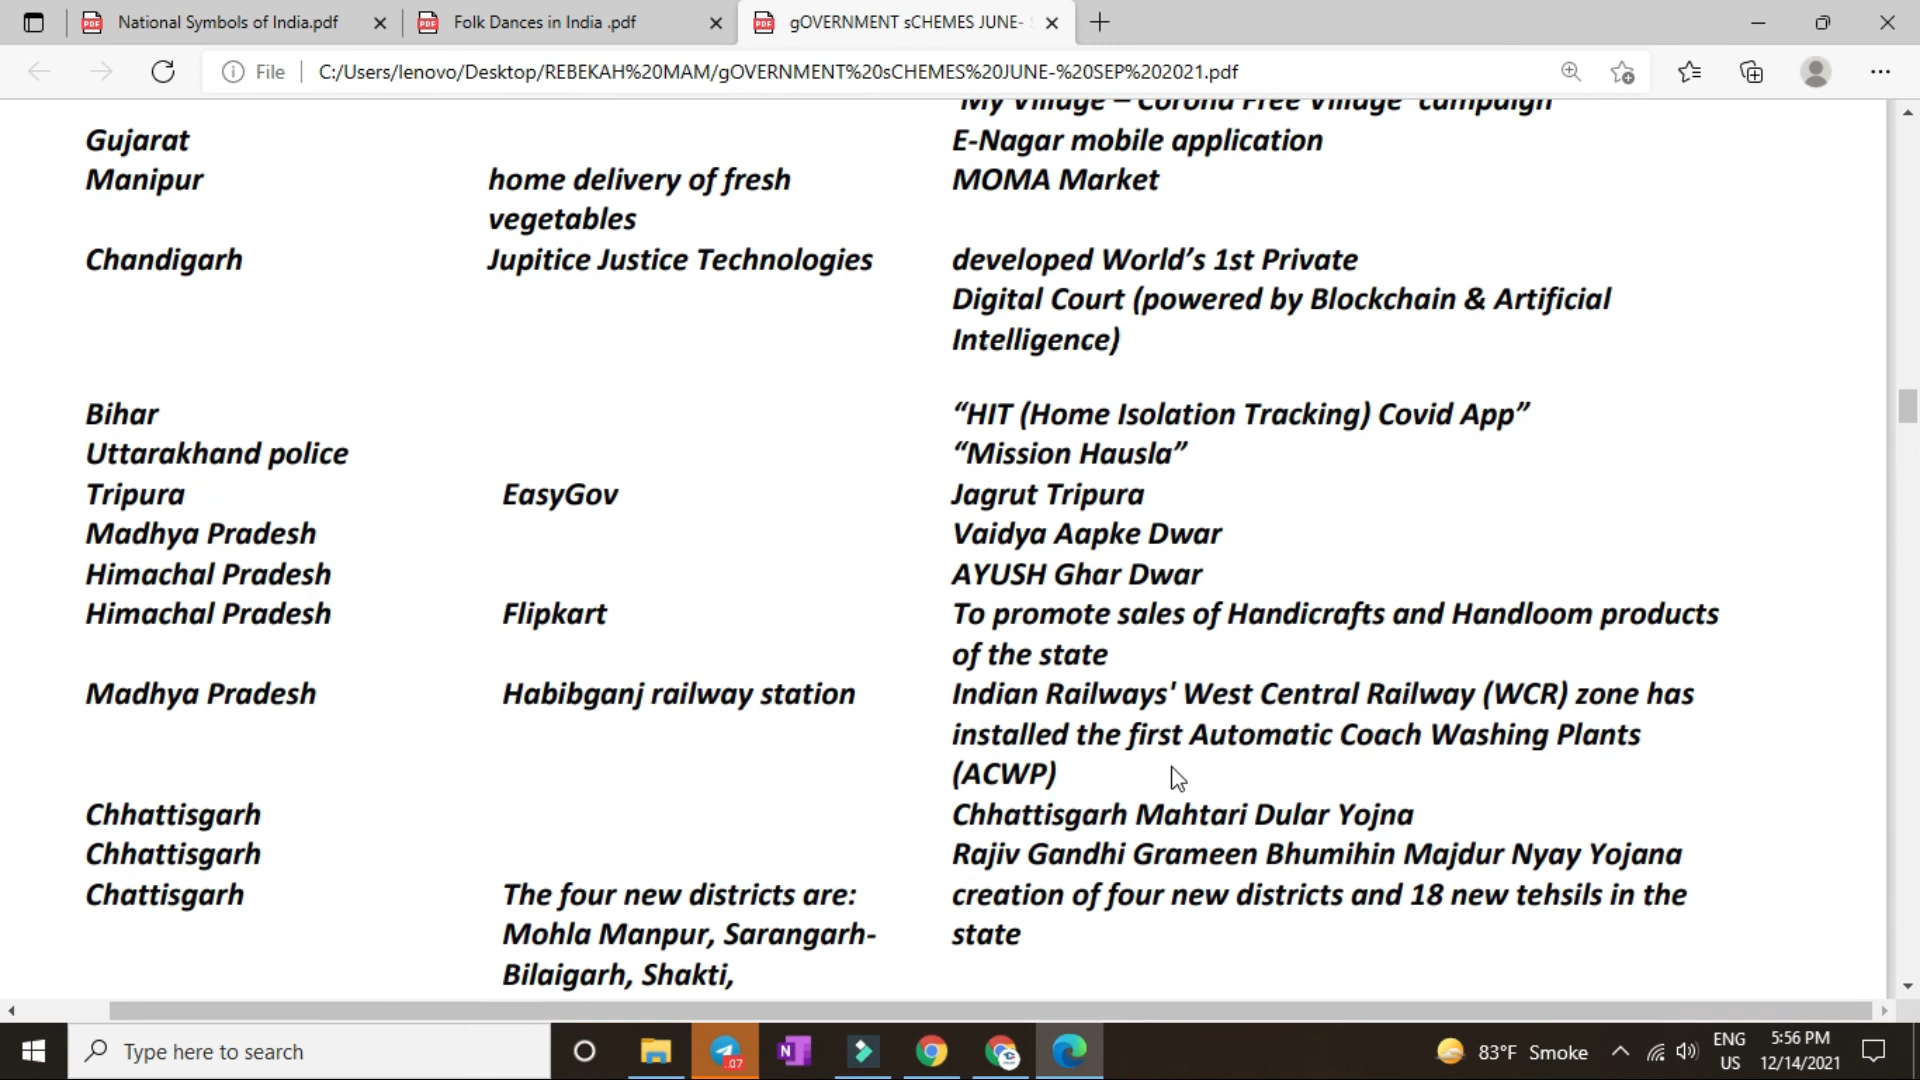 National Symbols of India.pdf
Folk Dances in India .pdf
gOVERNMENT sCHEMES JUNE-
File
C:/Users/lenovo/Desktop/REBEKAH%20MAM/gOVERNMENT%20sCHEMES%20JUNE-%20SEP%202021.pdf
'My Village – Corona Free Village' campaign
Gujarat E-Nagar mobile application
Manipur home delivery of fresh MOMA Market
vegetables
Chandigarh Jupitice Justice Technologies developed World's 1st Private
Digital Court (powered by Blockchain & Artificial
Intelligence)
Bihar “HIT (Home Isolation Tracking) Covid App”
Uttarakhand police “Mission Hausla”
Tripura EasyGov Jagrut Tripura
Madhya Pradesh Vaidya Aapke Dwar
Himachal Pradesh AYUSH Ghar Dwar
Himachal Pradesh Flipkart To promote sales of Handicrafts and Handloom products
of the state
Madhya Pradesh Habibganj railway station Indian Railways' West Central Railway (WCR) zone has
installed the first Automatic Coach Washing Plants
(ACWP)
Chhattisgarh Chhattisgarh Mahtari Dular Yojna
Chhattisgarh Rajiv Gandhi Grameen Bhumihin Majdur Nyay Yojana
Chattisgarh The four new districts are: creation of four new districts and 18 new tehsils in the
Mohla Manpur, Sarangarh- state
Bilaigarh, Shakti,
Type here to search
83°F Smoke
ENG
US
5:56 PM
12/14/2021